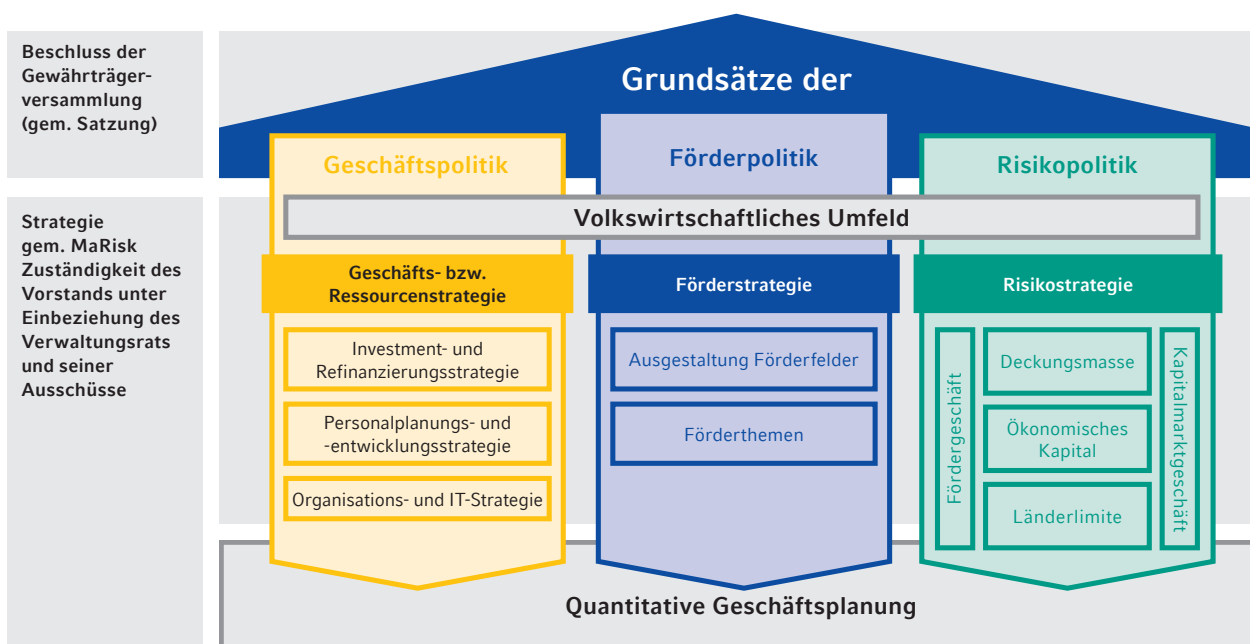 Beschluss der
Gewährträger-
versammlung
(gem. Satzung)
Grundsätze der
Geschäftspolitik
Förderpolitik
Risikopolitik
Strategie
gem. MaRisk
Zuständigkeit des
Vorstands unter
Einbeziehung des
Verwaltungsrats
und seiner
Ausschüsse
Volkswirtschaftliches Umfeld
Geschäfts- bzw.
Ressourcenstrategie
Investment- und
Refinanzierungsstrategie
Personalplanungs- und
-entwicklungsstrategie
Organisations- und IT-Strategie
Förderstrategie
Ausgestaltung Förderfelder
Förderthemen
Risikostrategie
Fördergeschäft
Deckungsmasse
Ökonomisches
Kapital
Länderlimite
Kapitalmarktgeschäft
Quantitative Geschäftsplanung